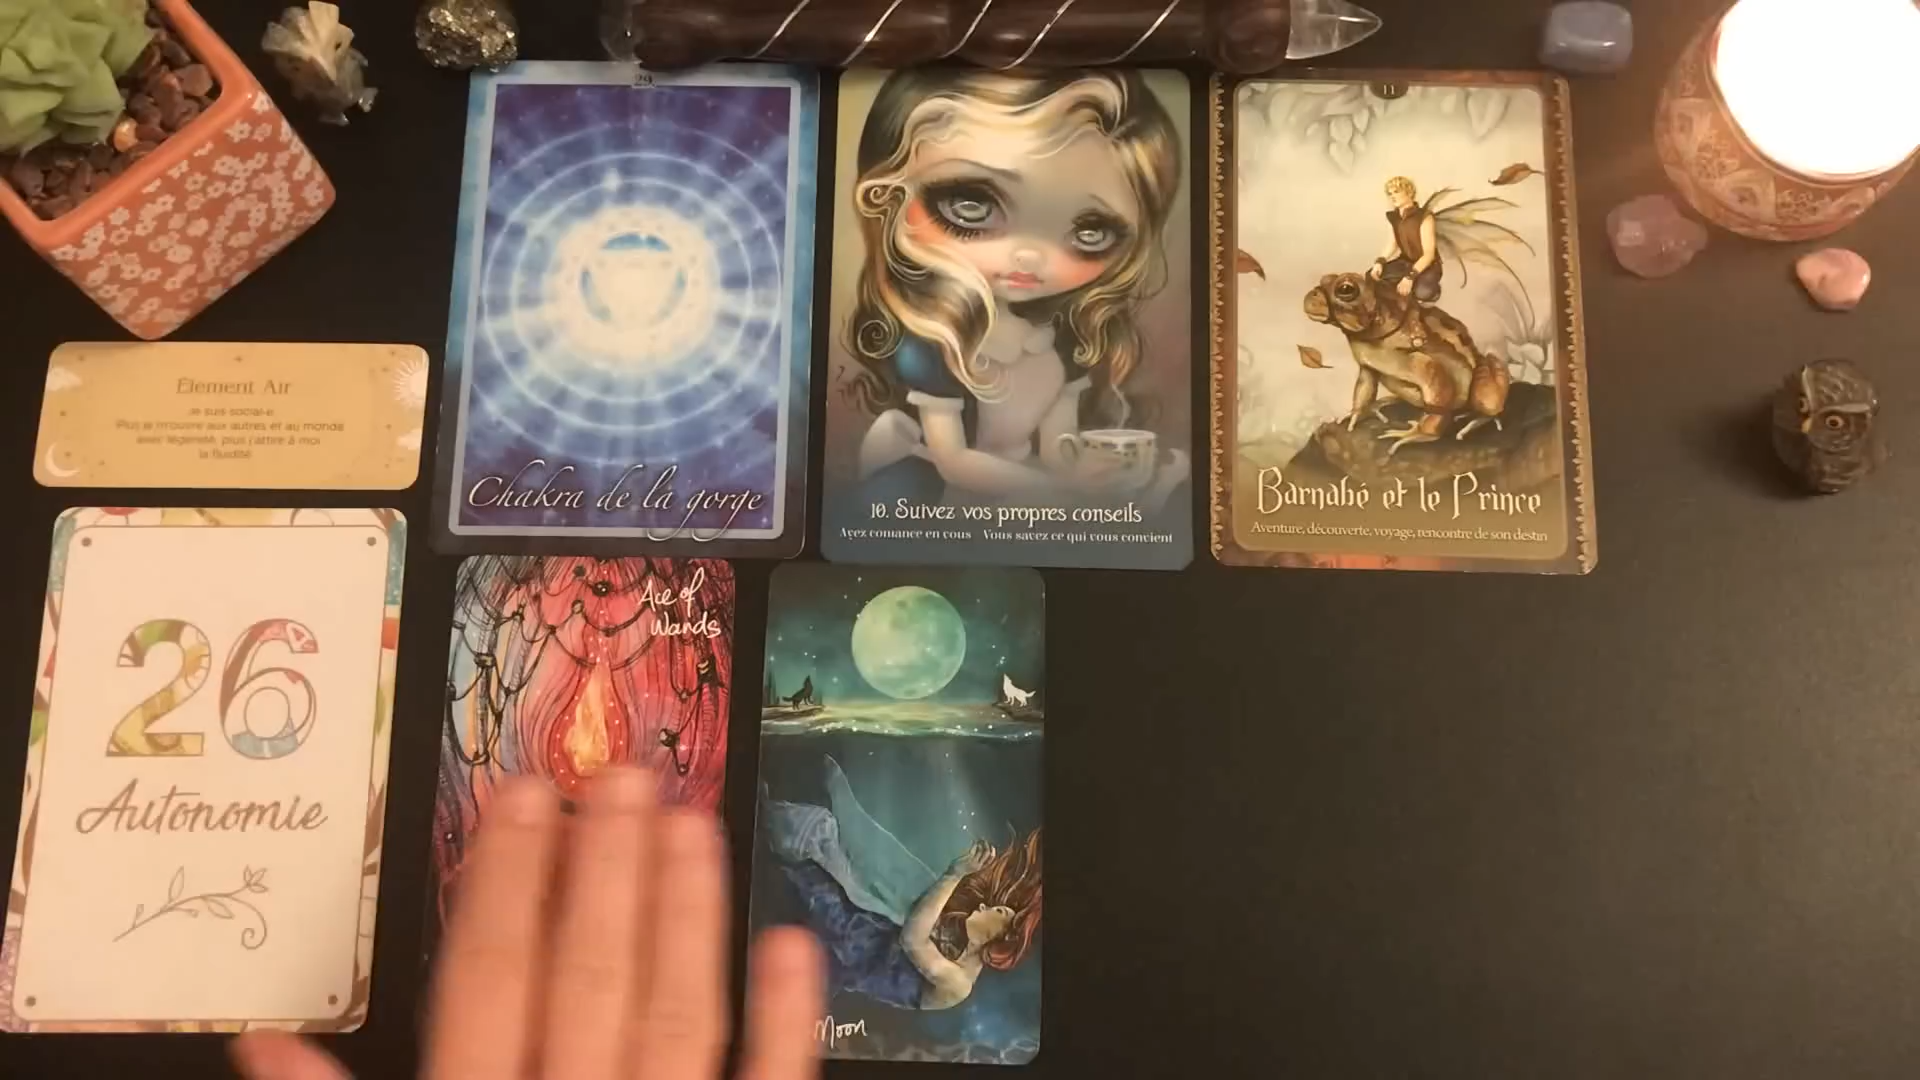 29
Chakra de la gorge
10. Suivez vos propres conseils
Ayez confiance en vous Vous savez ce qui vous convient
11
Barnabé et le Prince
Aventure, découverte, voyage, rencontre de son destin
Élément Air
Je suis social·e.
Plus je m'ouvre aux autres et au monde
avec légèreté, plus j'attire à moi
la fluidité.
26
Autonomie
Ace of
Wands
Moon